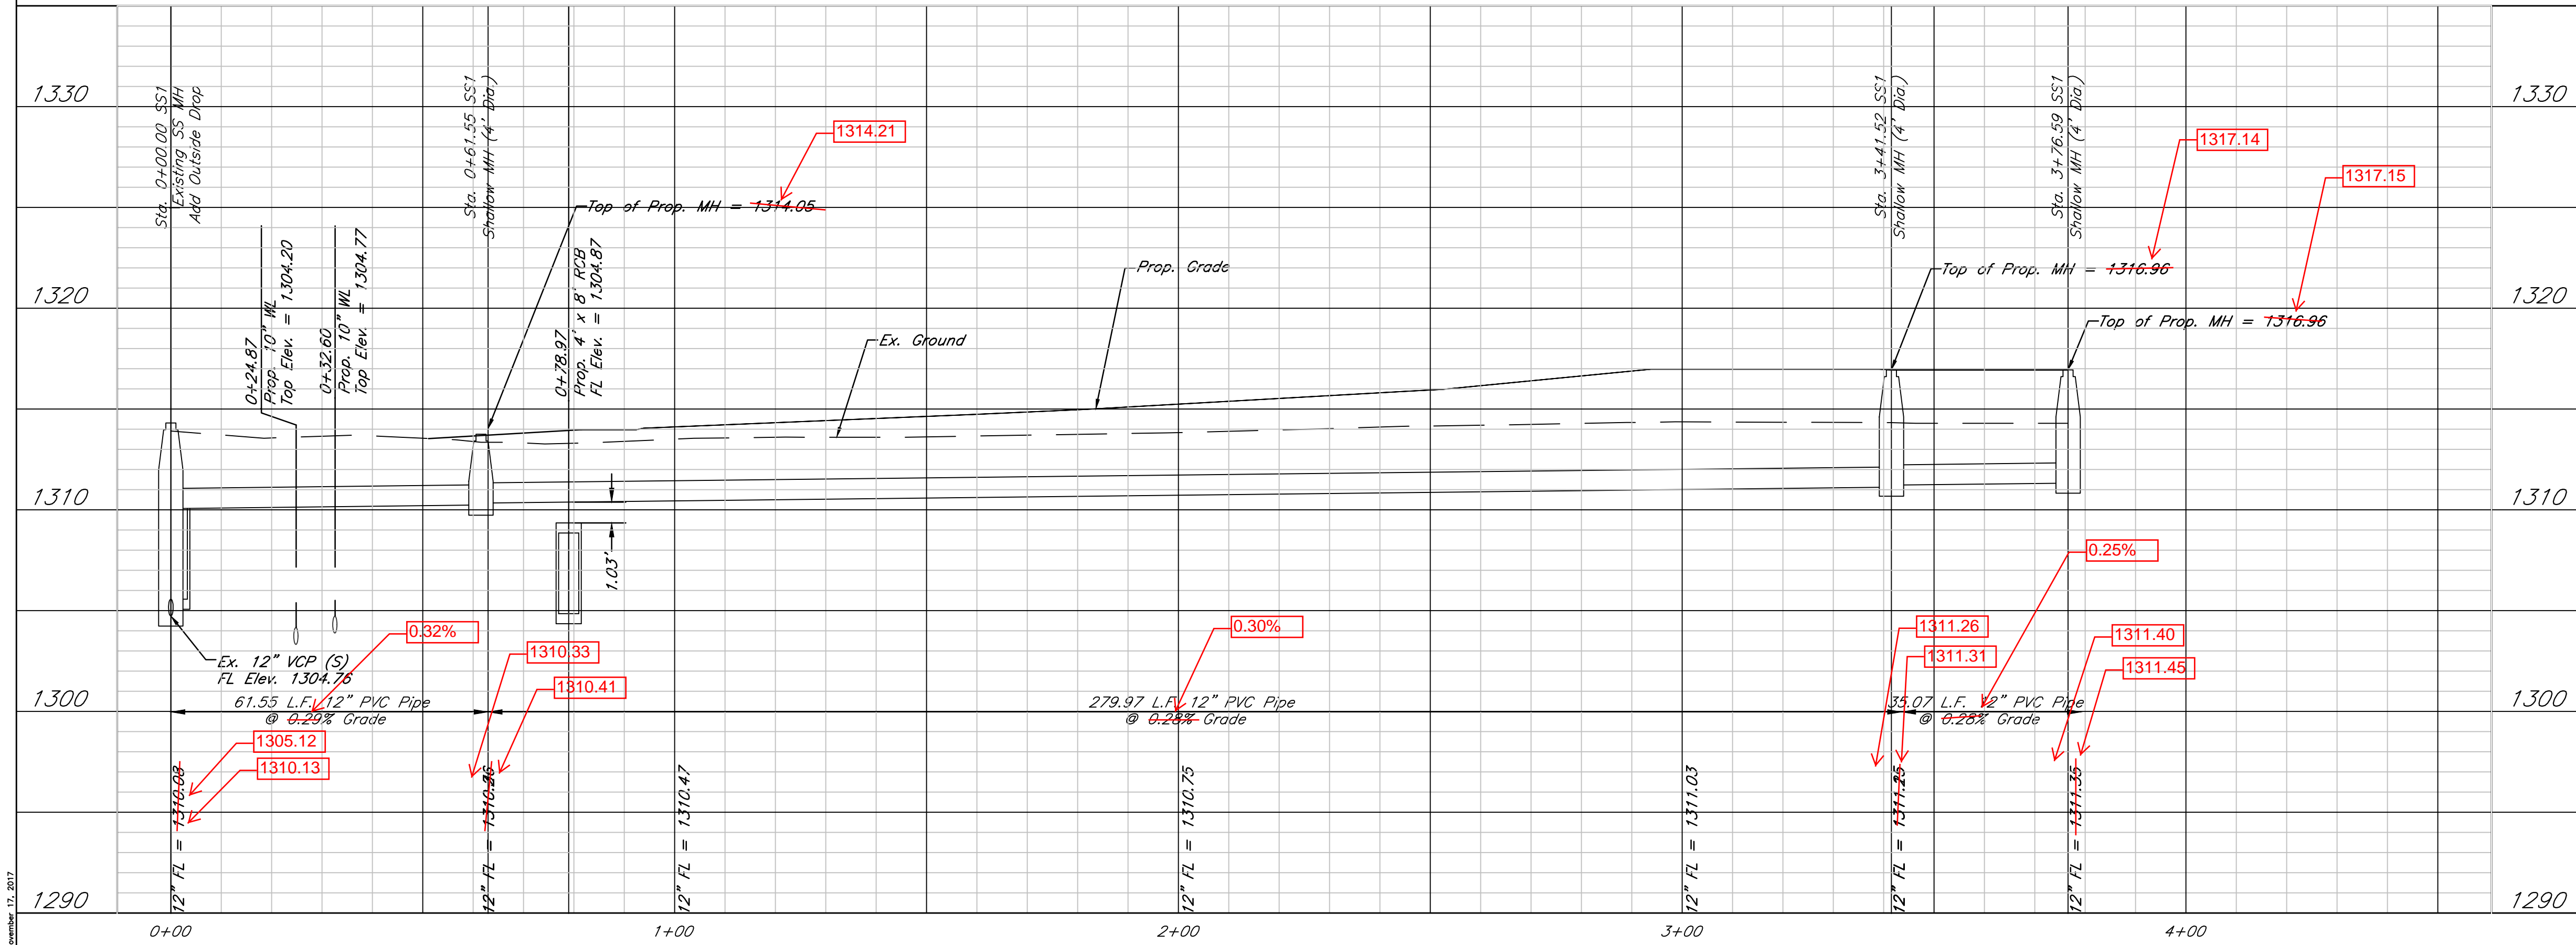 1330
1320
1310
1300
1290
Sta. 0+00.00 SS1
Existing SS MH
Add Outside Drop
0+24.87
Prop. 10" WL
Top Elev. = 1304.20
0+32.60
Prop. 10" WL
Top Elev. = 1304.77
Sta. 0+61.55 SS1
Shallow MH (4' Dia.)
0+78.97
Prop. 4' x 8' RCB
FL Elev. = 1304.87
1314.21
Top of Prop. MH = 1314.05
Prop. Grade
Ex. Ground
Sta. 3+41.52 SS1
Shallow MH (4' Dia.)
Sta. 3+76.59 SS1
Shallow MH (4' Dia.)
1317.14
1317.15
Top of Prop. MH = 1316.96
Top of Prop. MH = 1316.96
1.03'
Ex. 12" VCP (S)
FL Elev. 1304.76
0.32%
61.55 L.F. 12" PVC Pipe
@ 0.29% Grade
1310.33
1310.41
0.30%
279.97 L.F. 12" PVC Pipe
@ 0.28% Grade
0.25%
1311.26
1311.31
1311.40
1311.45
35.07 L.F. 12" PVC Pipe
@ 0.28% Grade
1305.12
1310.13
12" FL = 1310.08
12" FL =
12" FL = 1310.47
12" FL = 1310.75
12" FL = 1311.03
12" FL =
12" FL = 1311.35
1330
1320
1310
1300
1290
0+00
1+00
2+00
3+00
4+00
ovember 17, 2017